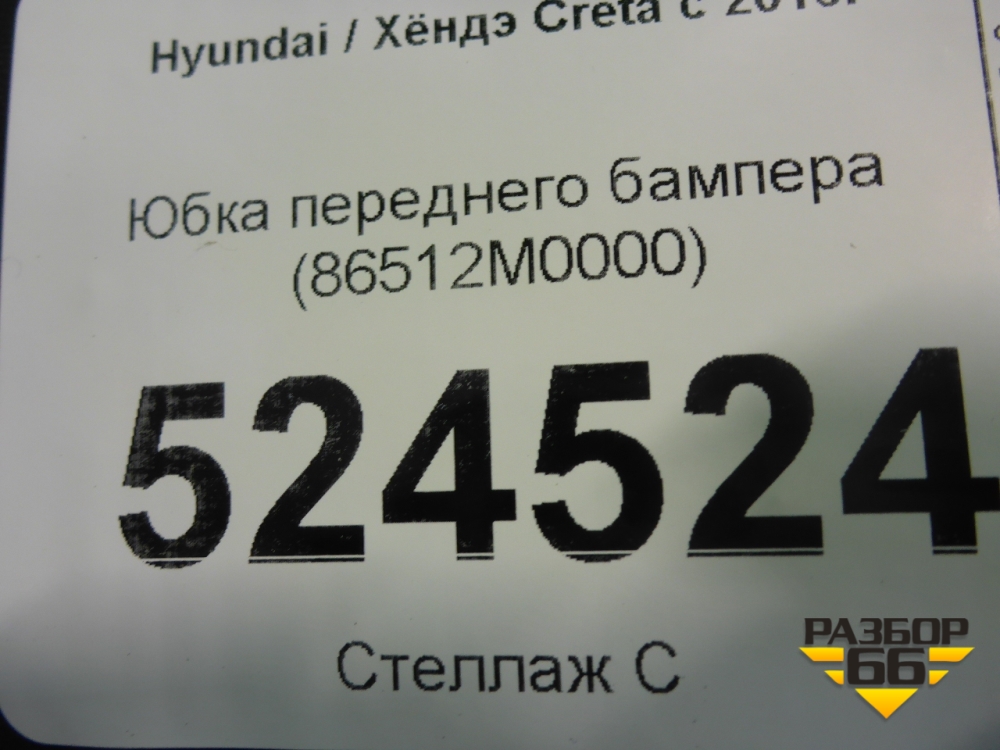 Hyundai / Хёндэ Creta с
Юбка переднего бампера
(86512M0000)
524524
Стеллаж С
РАЗБОР
66